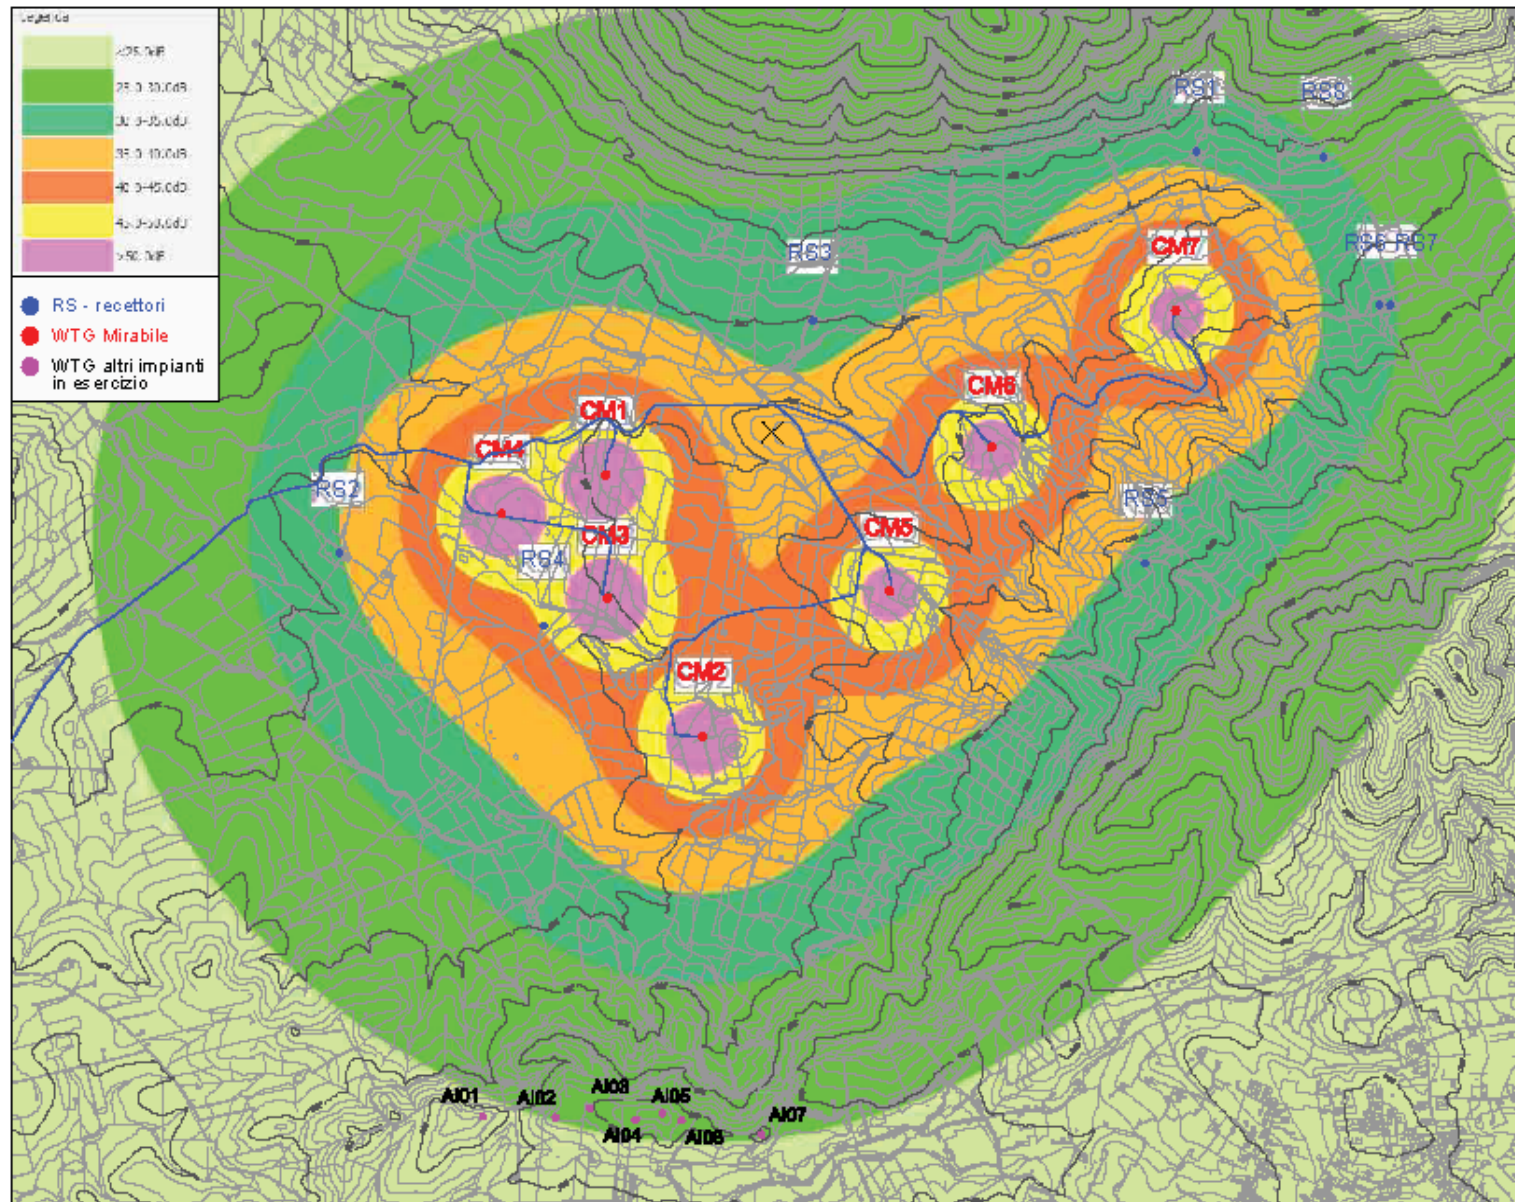 Legenda
<25.0dB
25.0-30.0dB
30.0-35.0dB
35.0-40.0dB
40.0-45.0dB
45.0-50.0dB
>50.0dB
RS - recettori
WTG Mirabile
WTG altri impianti
in esercizio
RS1
RS8
RS3
CM7
RS6 RS7
CM6
CM1
CM4
RS2
RS5
CM3
CM5
RS4
CM2
AI03
AI01
AI02
AI05
AI07
AI04
AI06